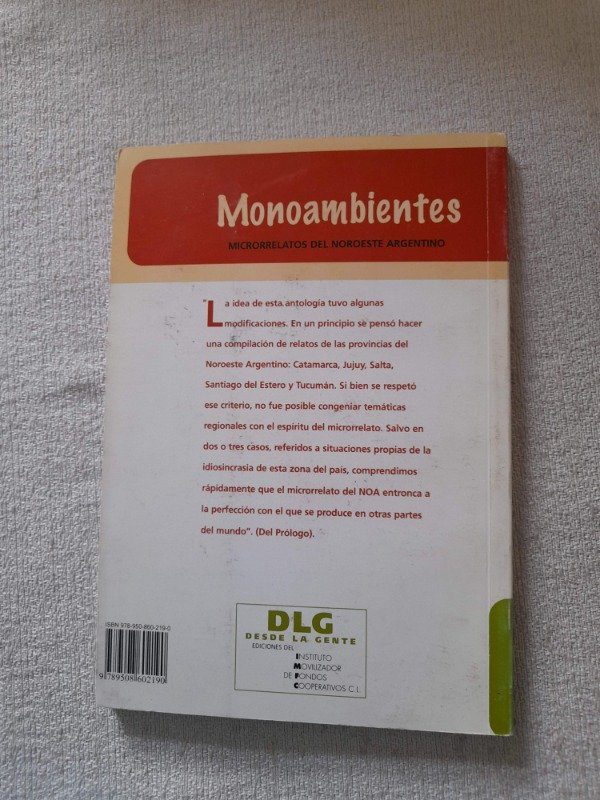 Monoambientes
MICRORRELATOS DEL NOROESTE ARGENTINO
"La idea de esta antología tuvo algunas
modificaciones. En un principio se pensó hacer
una compilación de relatos de las provincias del
Noroeste Argentino: Catamarca, Jujuy, Salta,
Santiago del Estero y Tucumán. Si bien se respetó
ese criterio, no fue posible congeniar temáticas
regionales con el espíritu del microrrelato. Salvo en
dos o tres casos, referidos a situaciones propias de la
idiosincrasia de esta zona del país, comprendimos
rápidamente que el microrrelato del NOA entronca a
la perfección con el que se produce en otras partes
del mundo". (Del Prólogo).
ISBN 978-950-860-219-0
9789508602190
DLG
DESDE LA GENTE
EDICIONES DEL
INSTITUTO
MOVILIZADOR
DE FONDOS
COOPERATIVOS C.L.